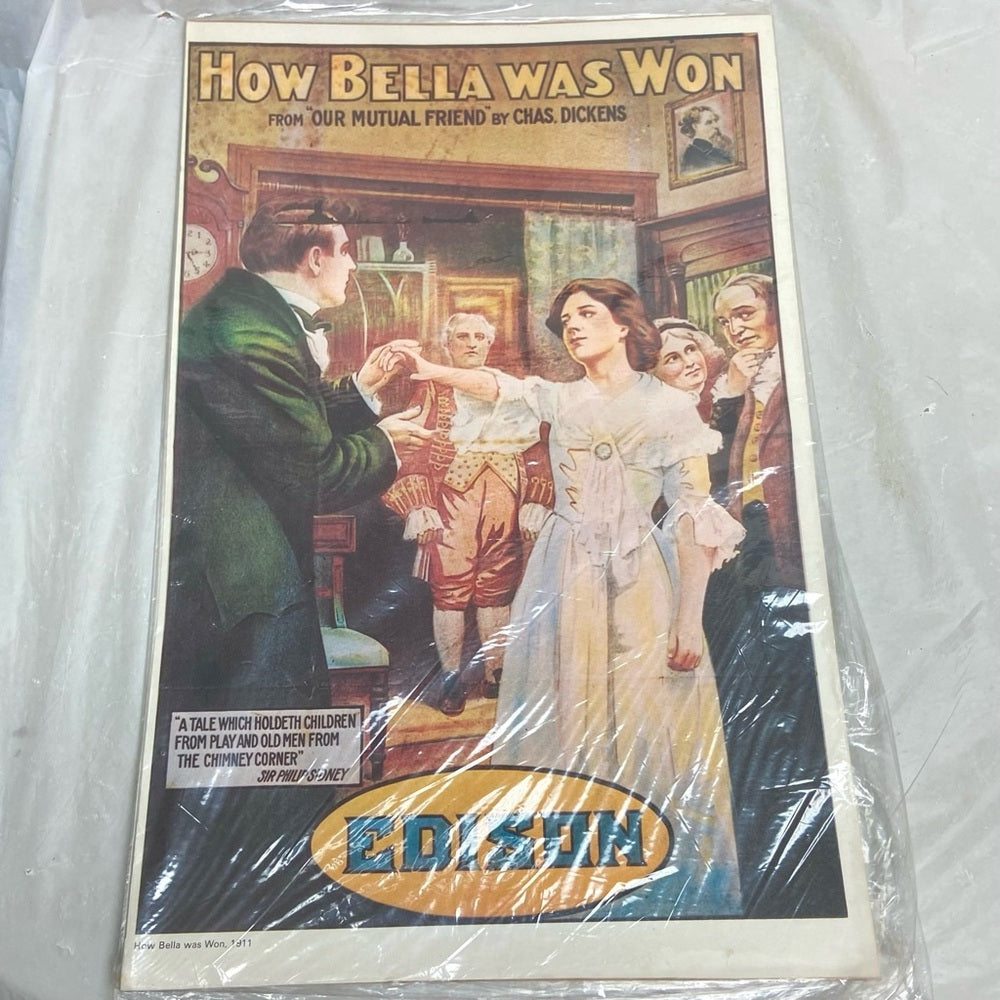 HOW BELLA WAS WON
FROM "OUR MUTUAL FRIEND" BY CHAS. DICKENS
"A TALE WHICH HOLDETH CHILDREN
FROM PLAY AND OLD MEN FROM
THE CHIMNEY CORNER"
SIR PHILIP SIDNEY
EDISON
How Bella was Won, 1911